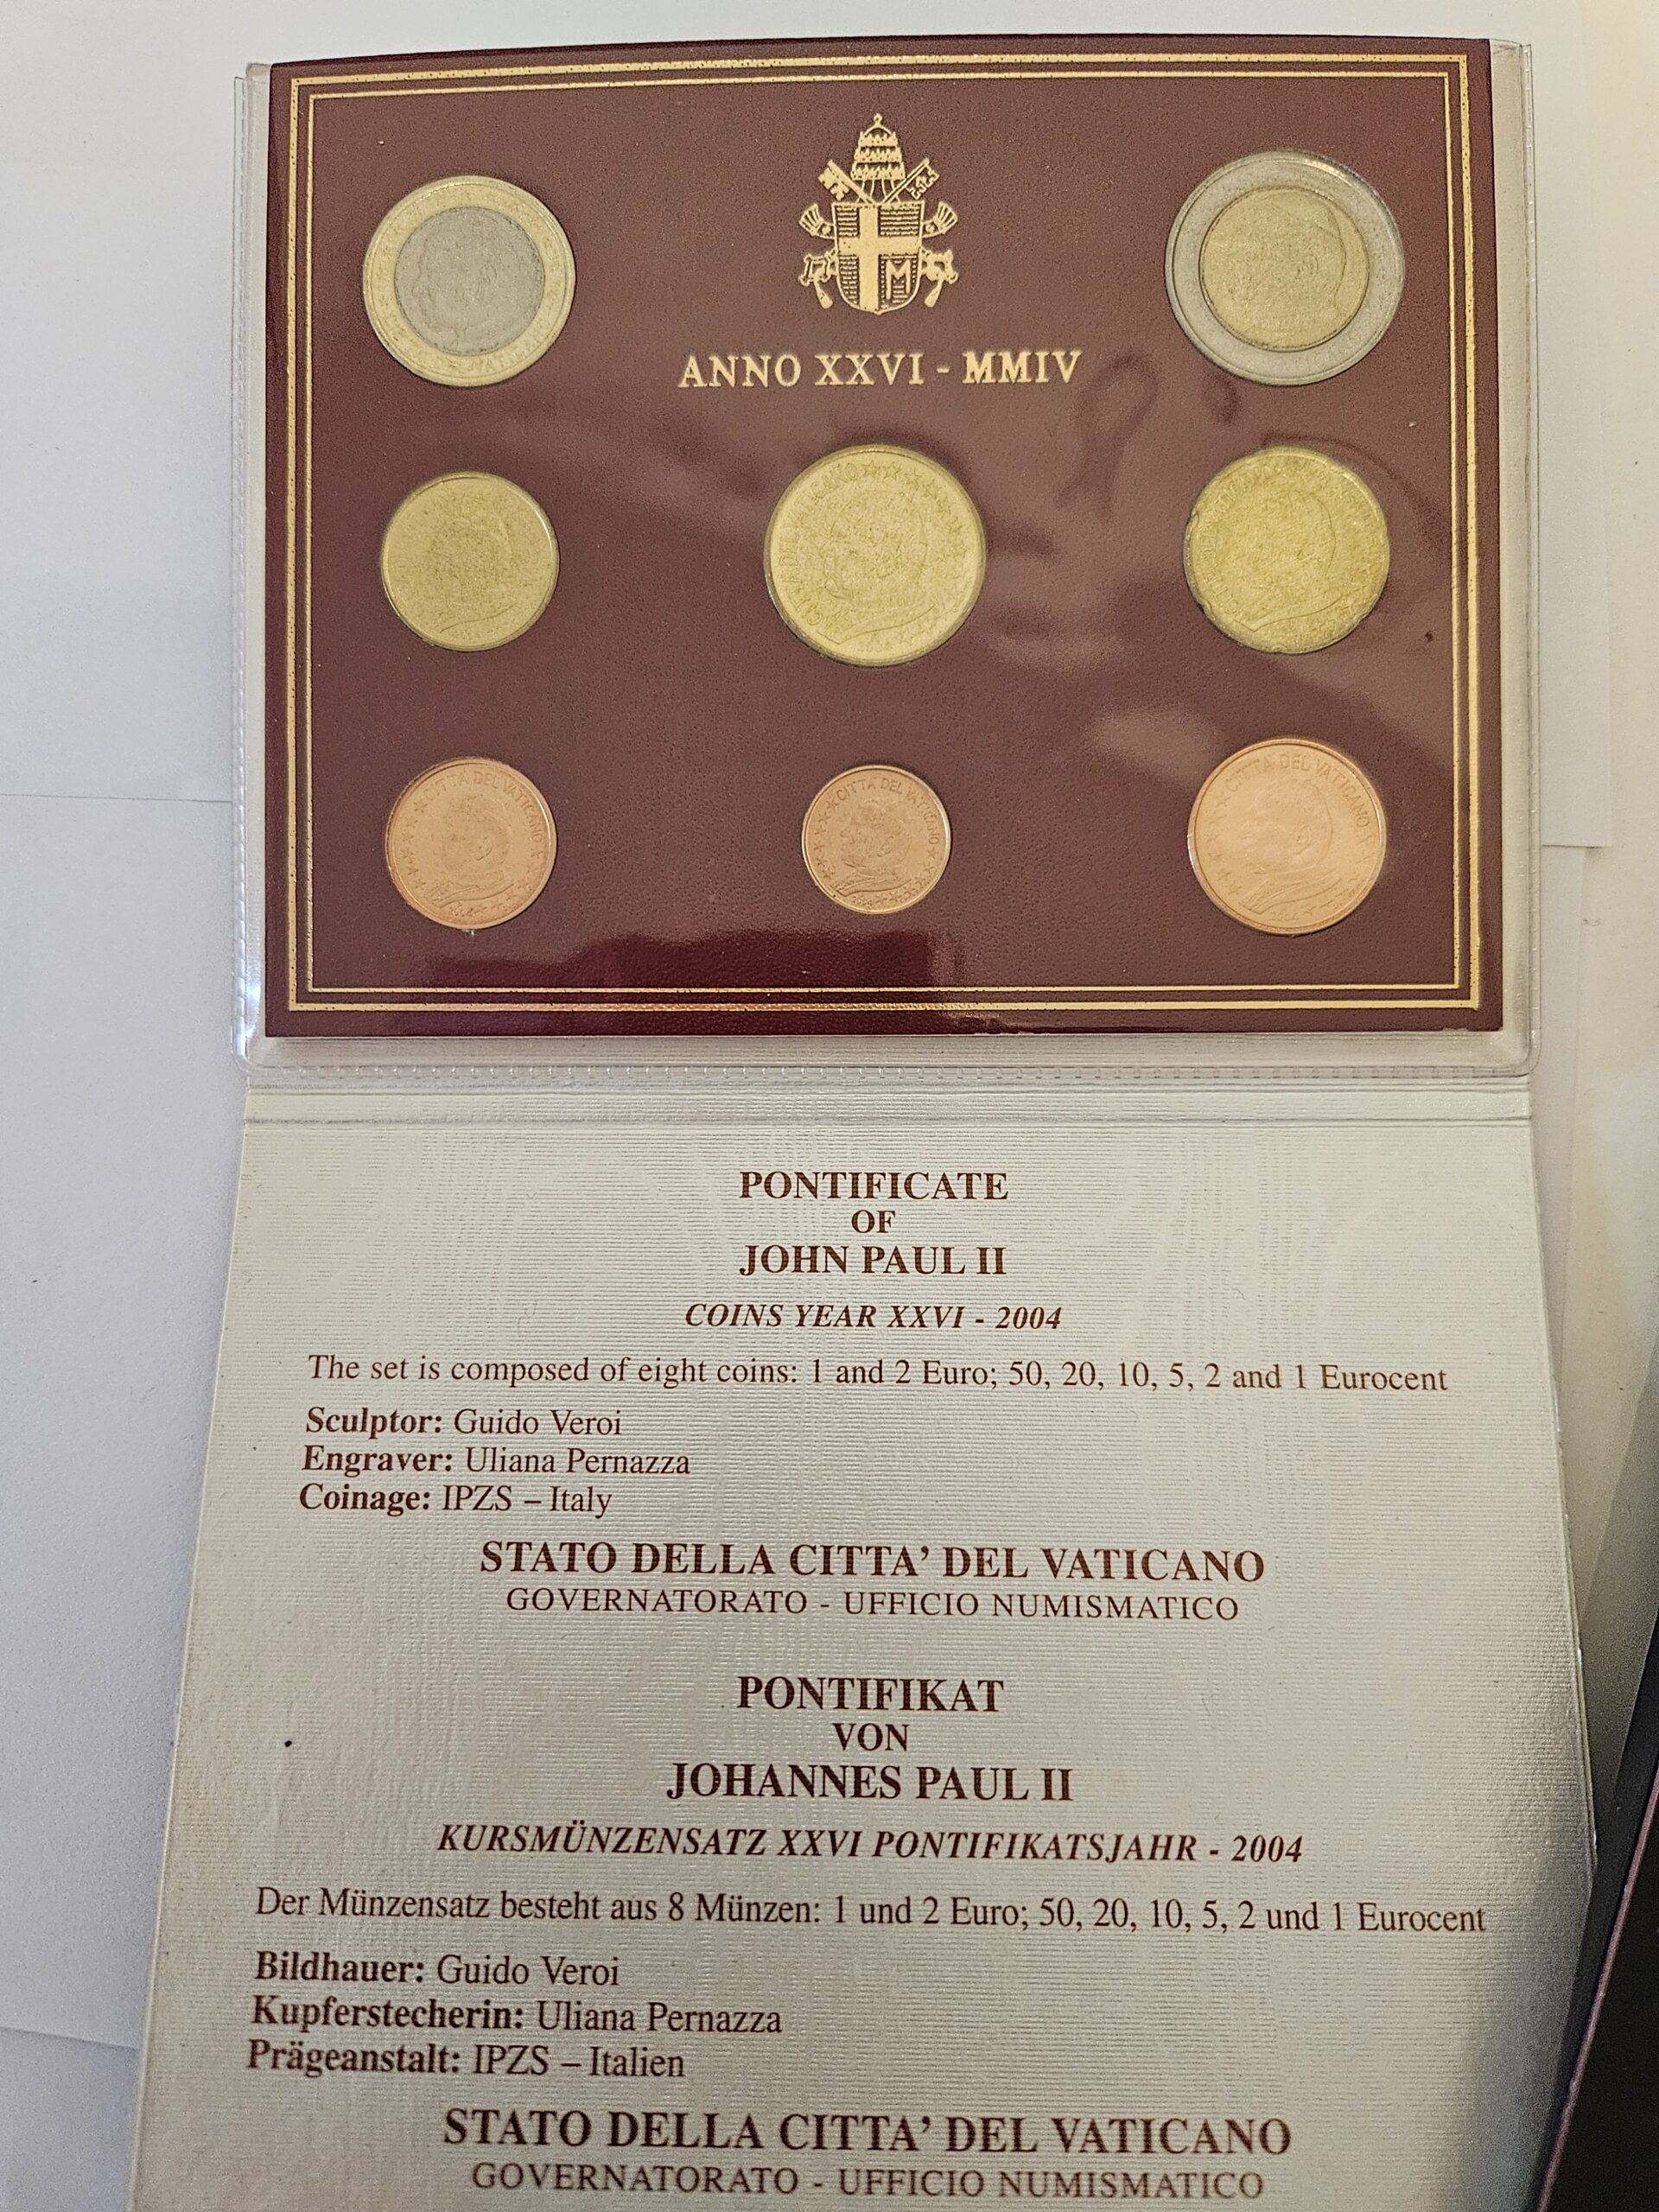 M
ANNO XXVI - MMIV
CITTA' DEL VATICANO
CITTA' DEL VATICANO
CITTA' DEL VATICANO
PONTIFICATE
OF
JOHN PAUL II
COINS YEAR XXVI - 2004
The set is composed of eight coins: 1 and 2 Euro; 50, 20, 10, 5, 2 and 1 Eurocent
Sculptor: Guido Veroi
Engraver: Uliana Pernazza
Coinage: IPZS – Italy
STATO DELLA CITTA’ DEL VATICANO
GOVERNATORATO - UFFICIO NUMISMATICO
PONTIFIKAT
VON
JOHANNES PAUL II
KURSMÜNZENSATZ XXVI PONTIFIKATSJAHR - 2004
Der Münzensatz besteht aus 8 Münzen: 1 und 2 Euro; 50, 20, 10, 5, 2 und 1 Eurocent
Bildhauer: Guido Veroi
Kupferstecherin: Uliana Pernazza
Prägeanstalt: IPZS – Italien
STATO DELLA CITTA’ DEL VATICANO
GOVERNATORATO - UFFICIO NUMISMATICO